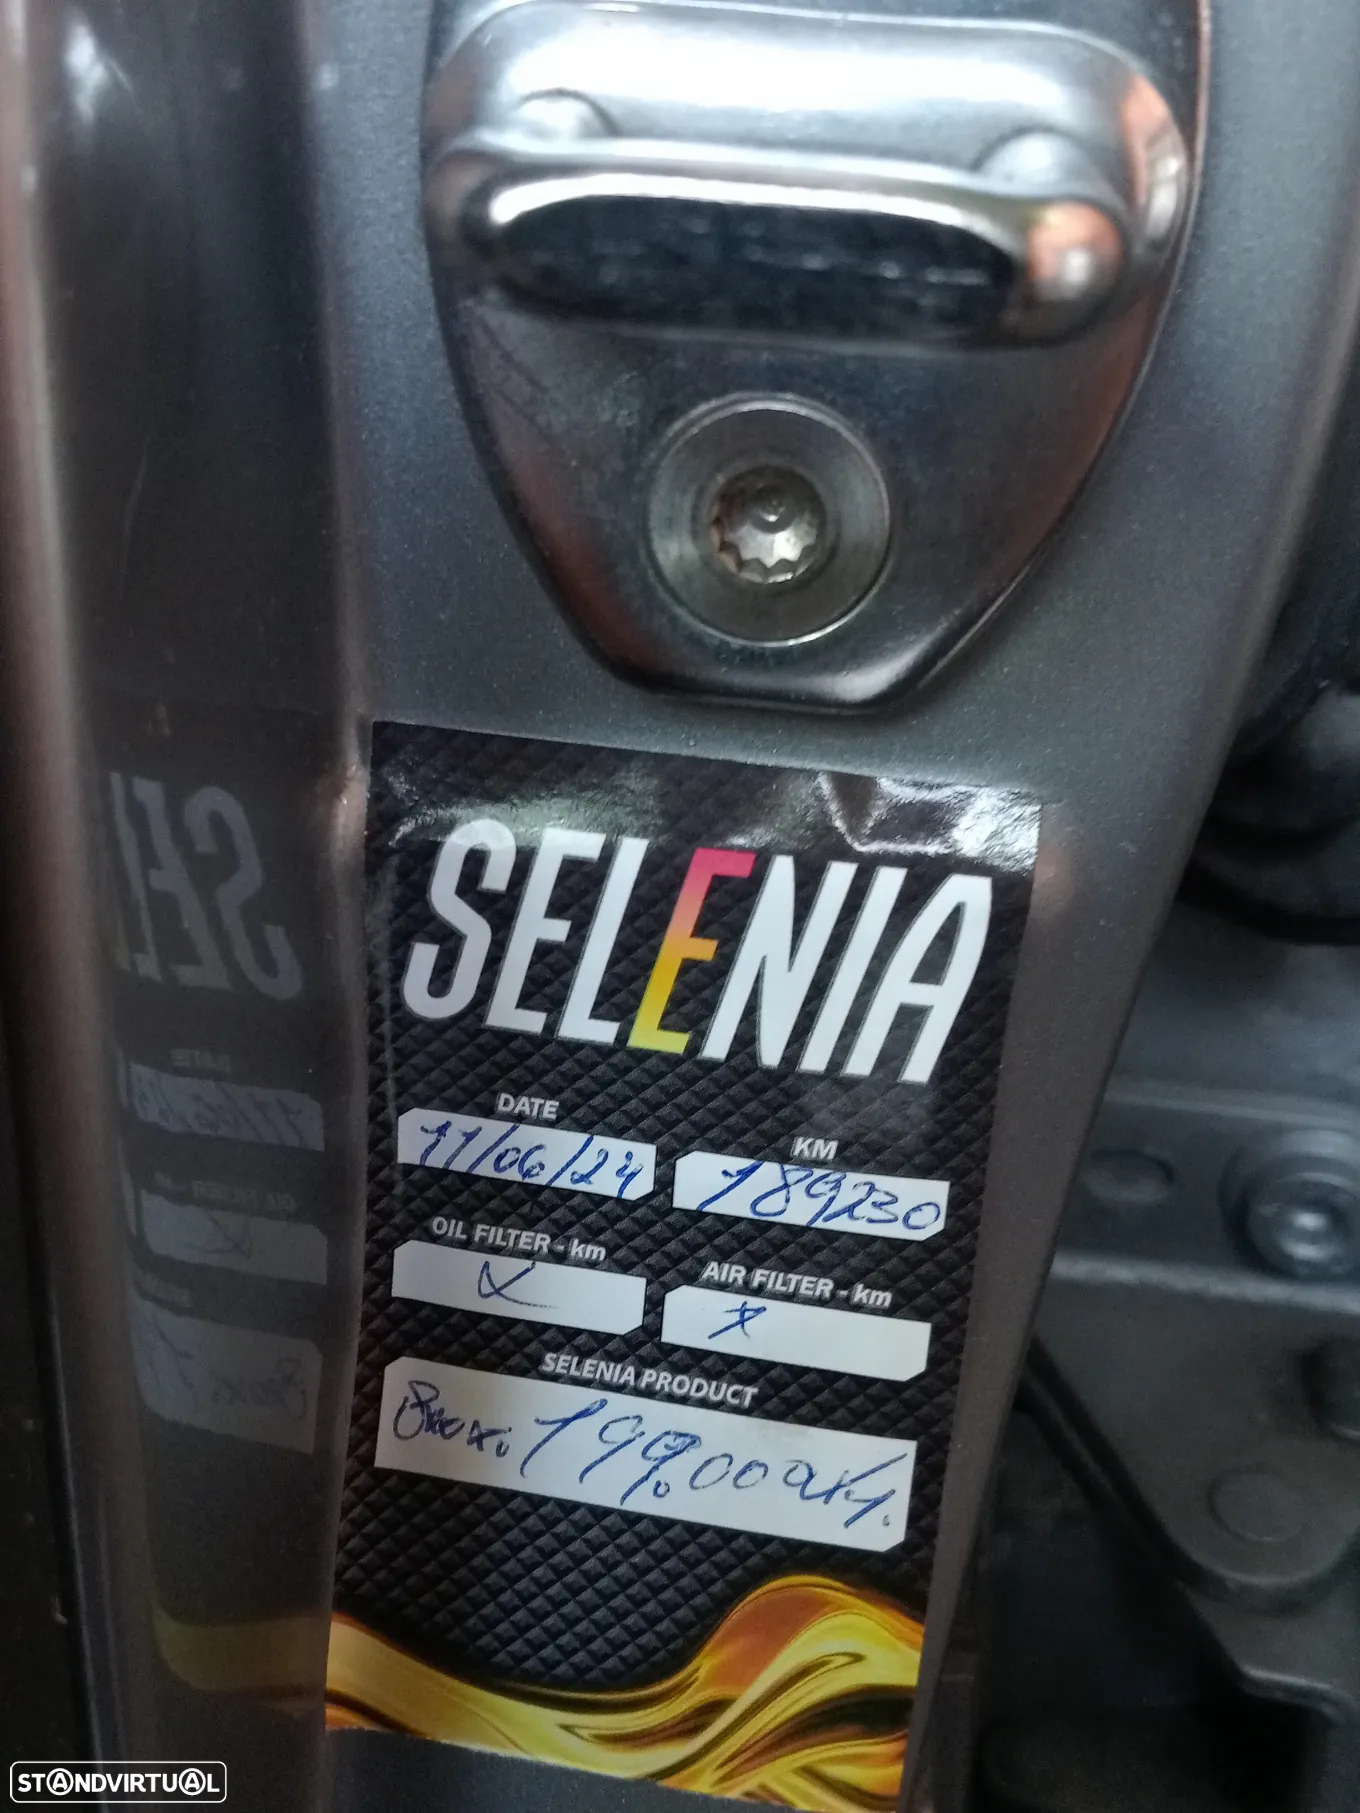 SELENIA
DATE KM
11/06/24 189230
OIL FILTER - km AIR FILTER - km
X X
SELENIA PRODUCT
199.000
STANDVIRTUAL